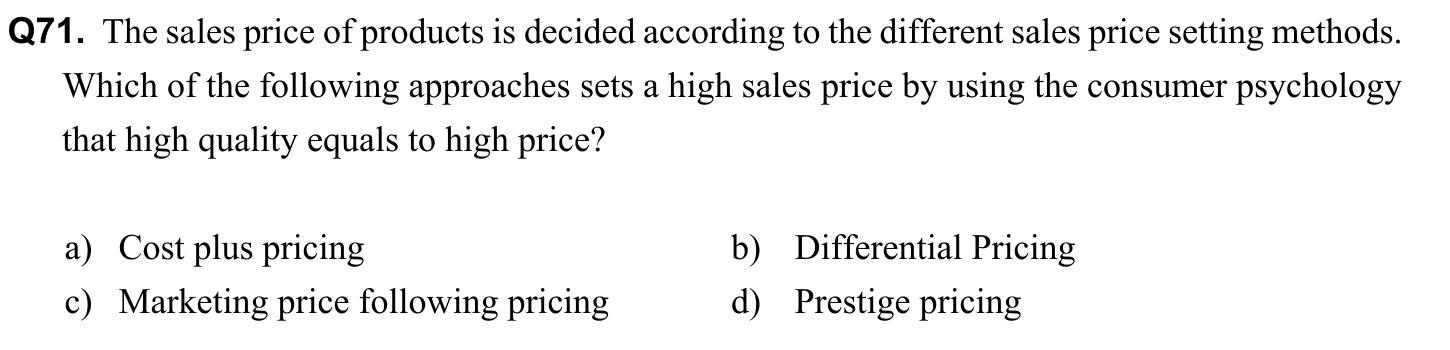 Q71. The sales price of products is decided according to the different sales price setting methods.
Which of the following approaches sets a high sales price by using the consumer psychology
that high quality equals to high price?
a) Cost plus pricing b) Differential Pricing
c) Marketing price following pricing d) Prestige pricing